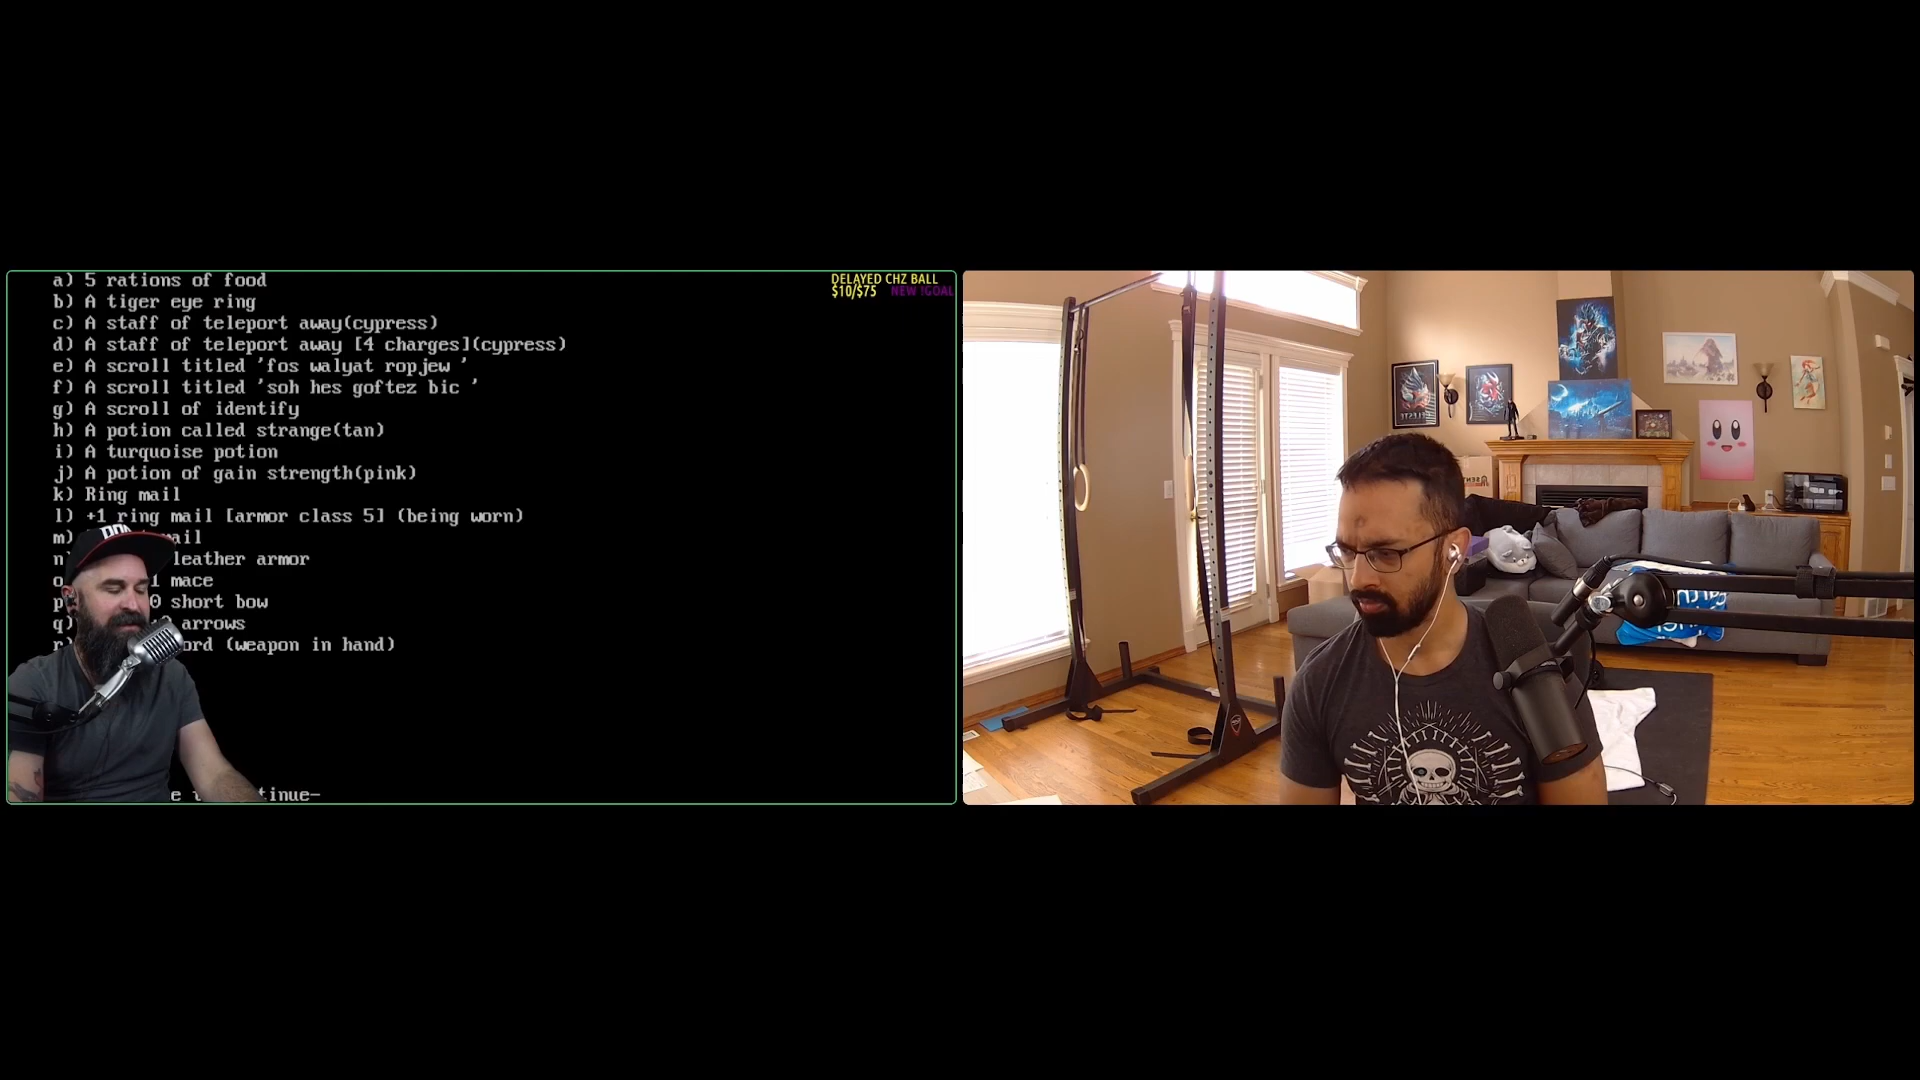 a) 5 rations of food
b) A tiger eye ring
c) A staff of teleport away(cypress)
d) A staff of teleport away [4 charges](cypress)
e) A scroll titled 'fos walyat ropjew '
f) A scroll titled 'soh hes goftez bic '
g) A scroll of identify
h) A potion called strange(tan)
i) A turquoise potion
j) A potion of gain strength(pink)
k) Ring mail
l) +1 ring mail [armor class 5] (being worn)
m) mail
n) leather armor
o 1 mace
p 0 short bow
q) arrows
r ord (weapon in hand)
e tinue-
DELAYED CHZ BALL
$10/$75 NEW !GOAL